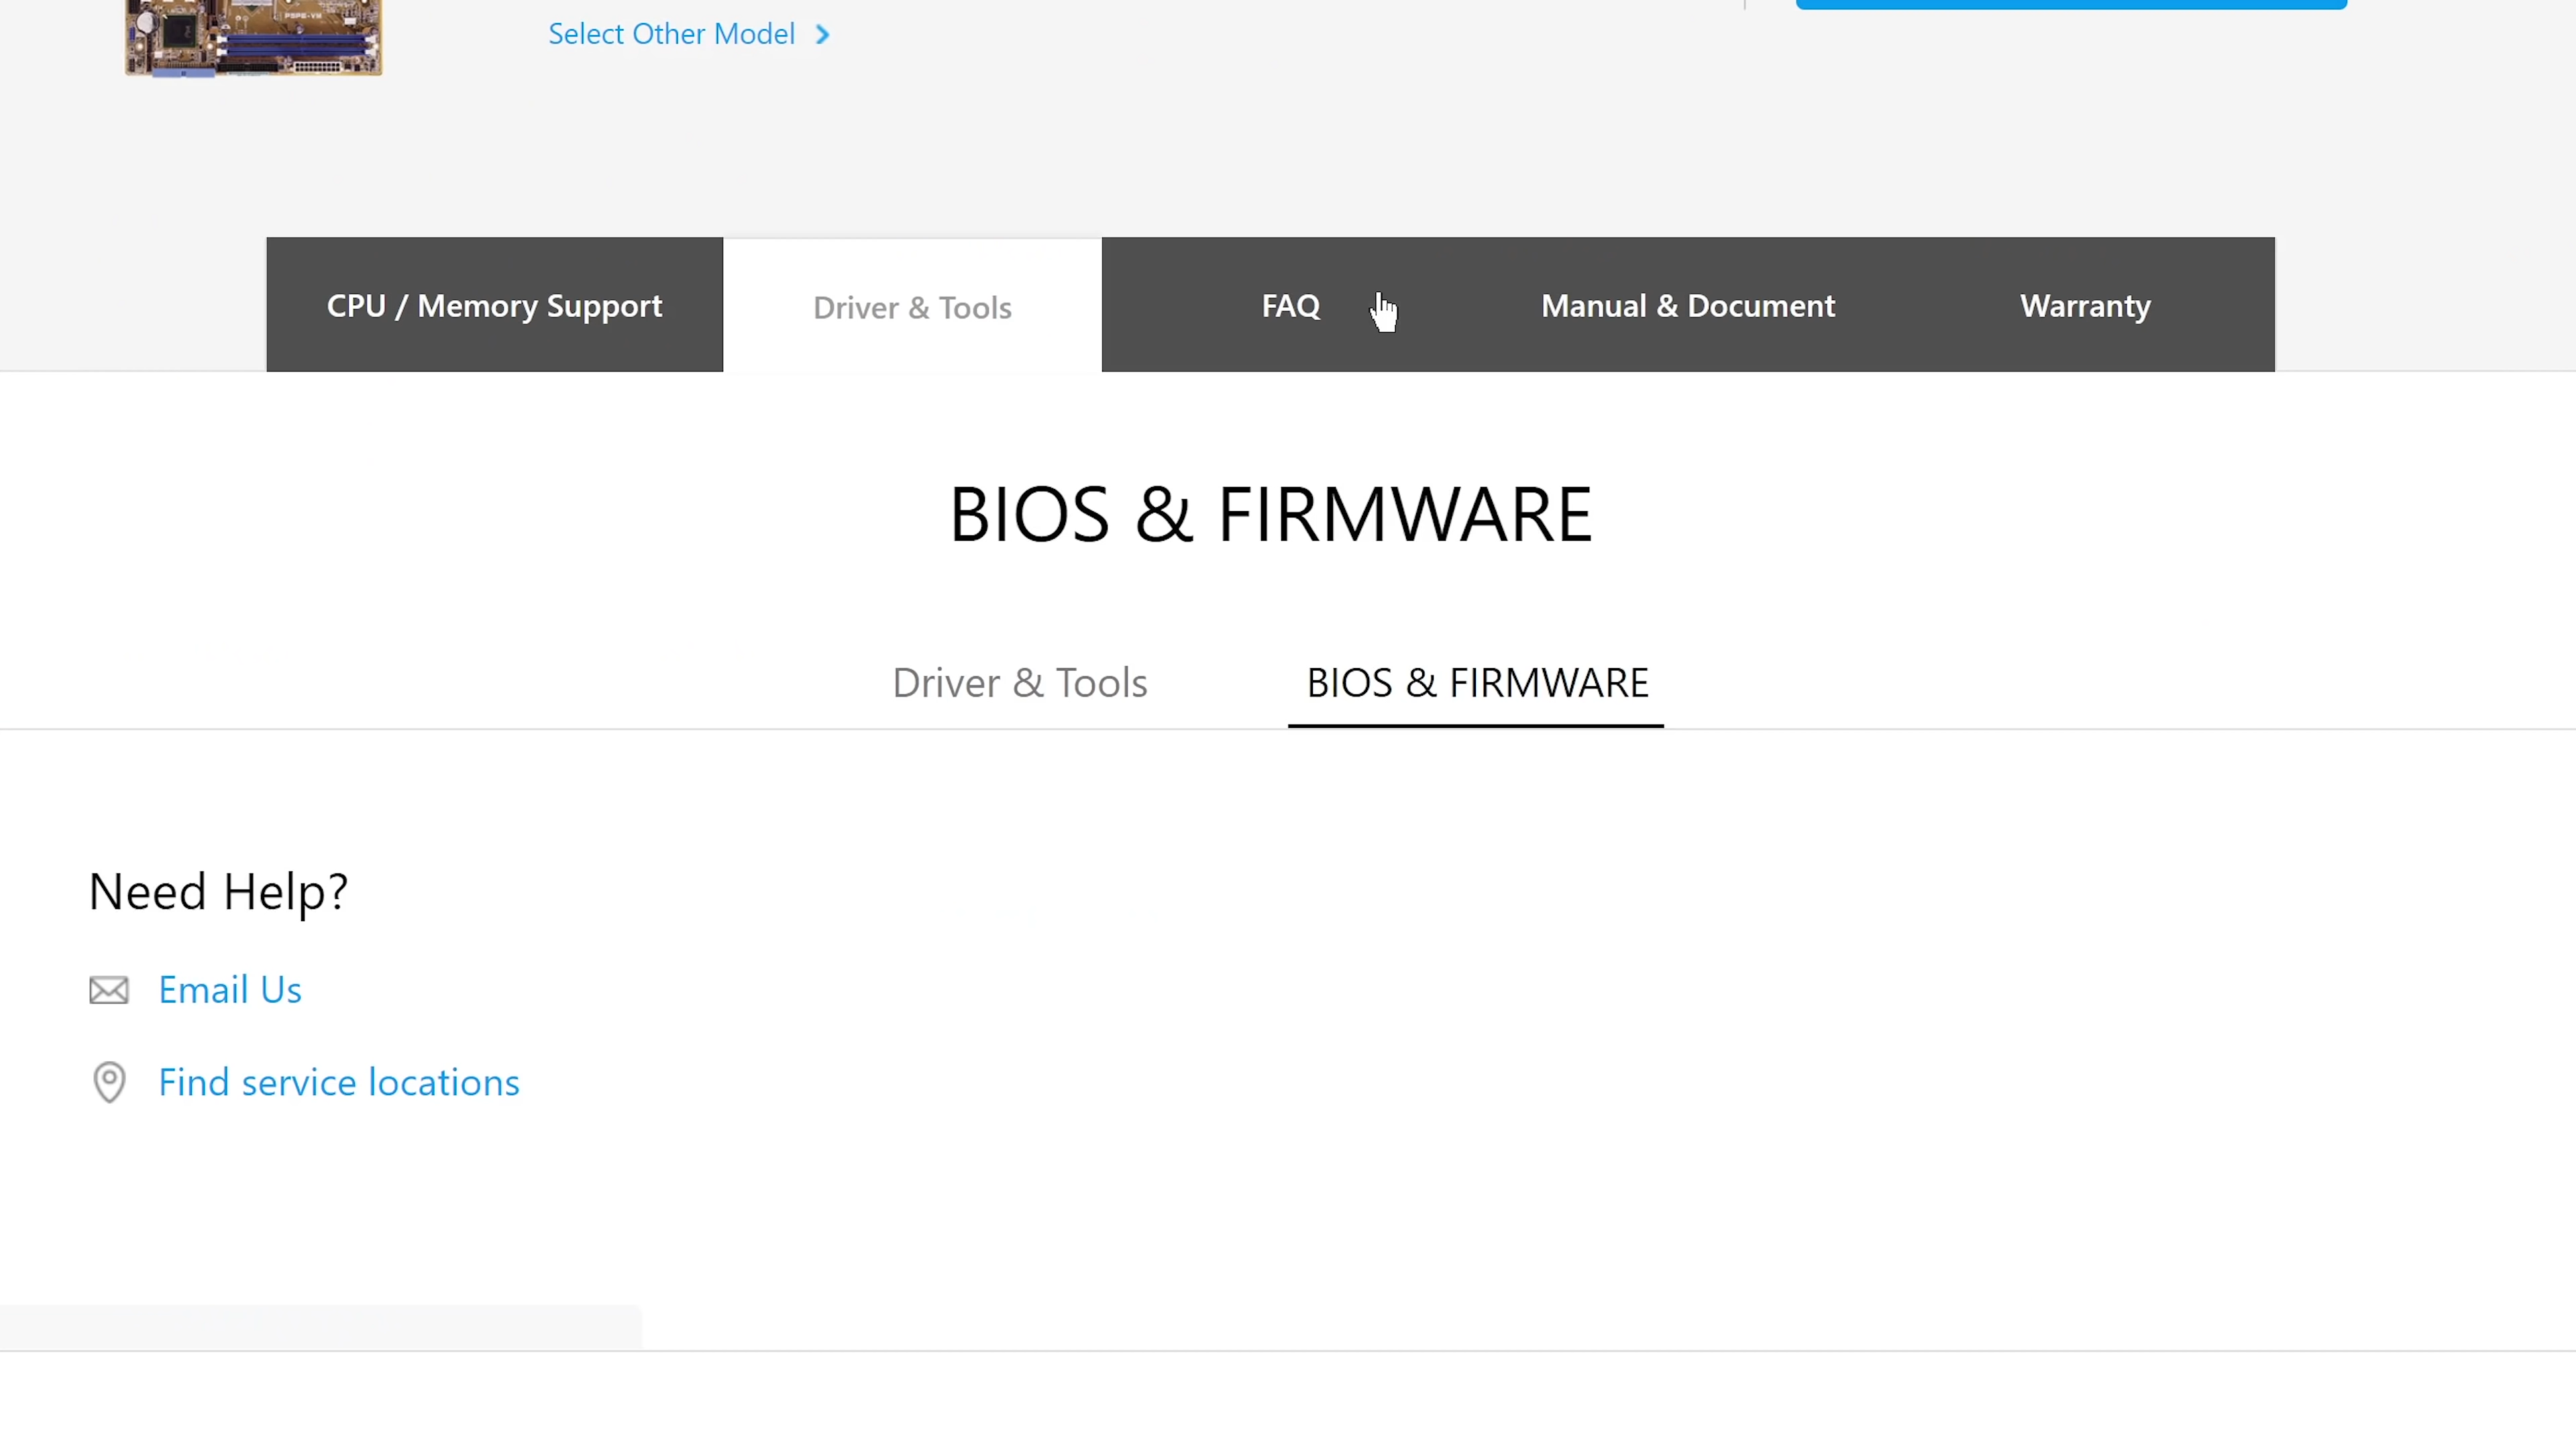 Select Other Model
CPU / Memory Support
Driver & Tools
FAQ
Manual & Document
Warranty
BIOS & FIRMWARE
Driver & Tools
BIOS & FIRMWARE
Need Help?
Email Us
Find service locations